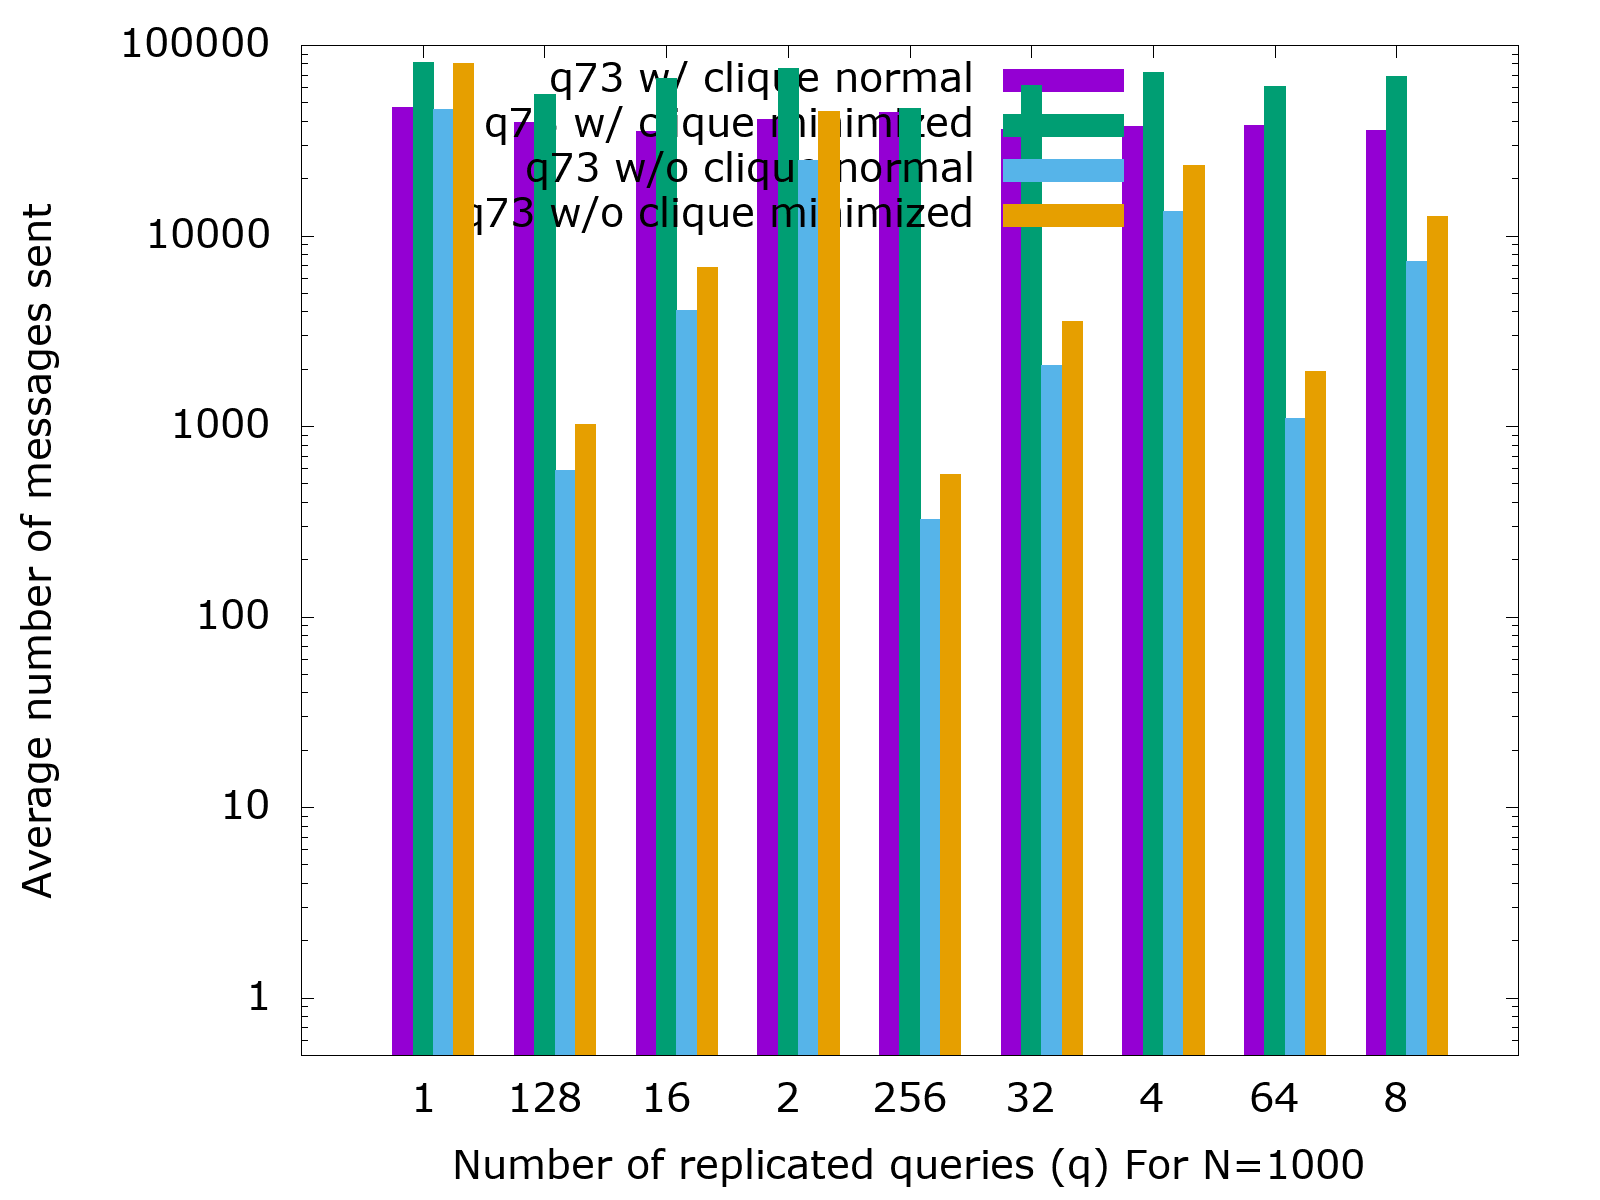 100000
10000
1000
100
10
1
Average number of messages sent
q73 w/ clique normal
q73 w/ clique minimized
q73 w/o clique normal
q73 w/o clique minimized
1 128 16 2 256 32 4 64 8
Number of replicated queries (q) For N=1000